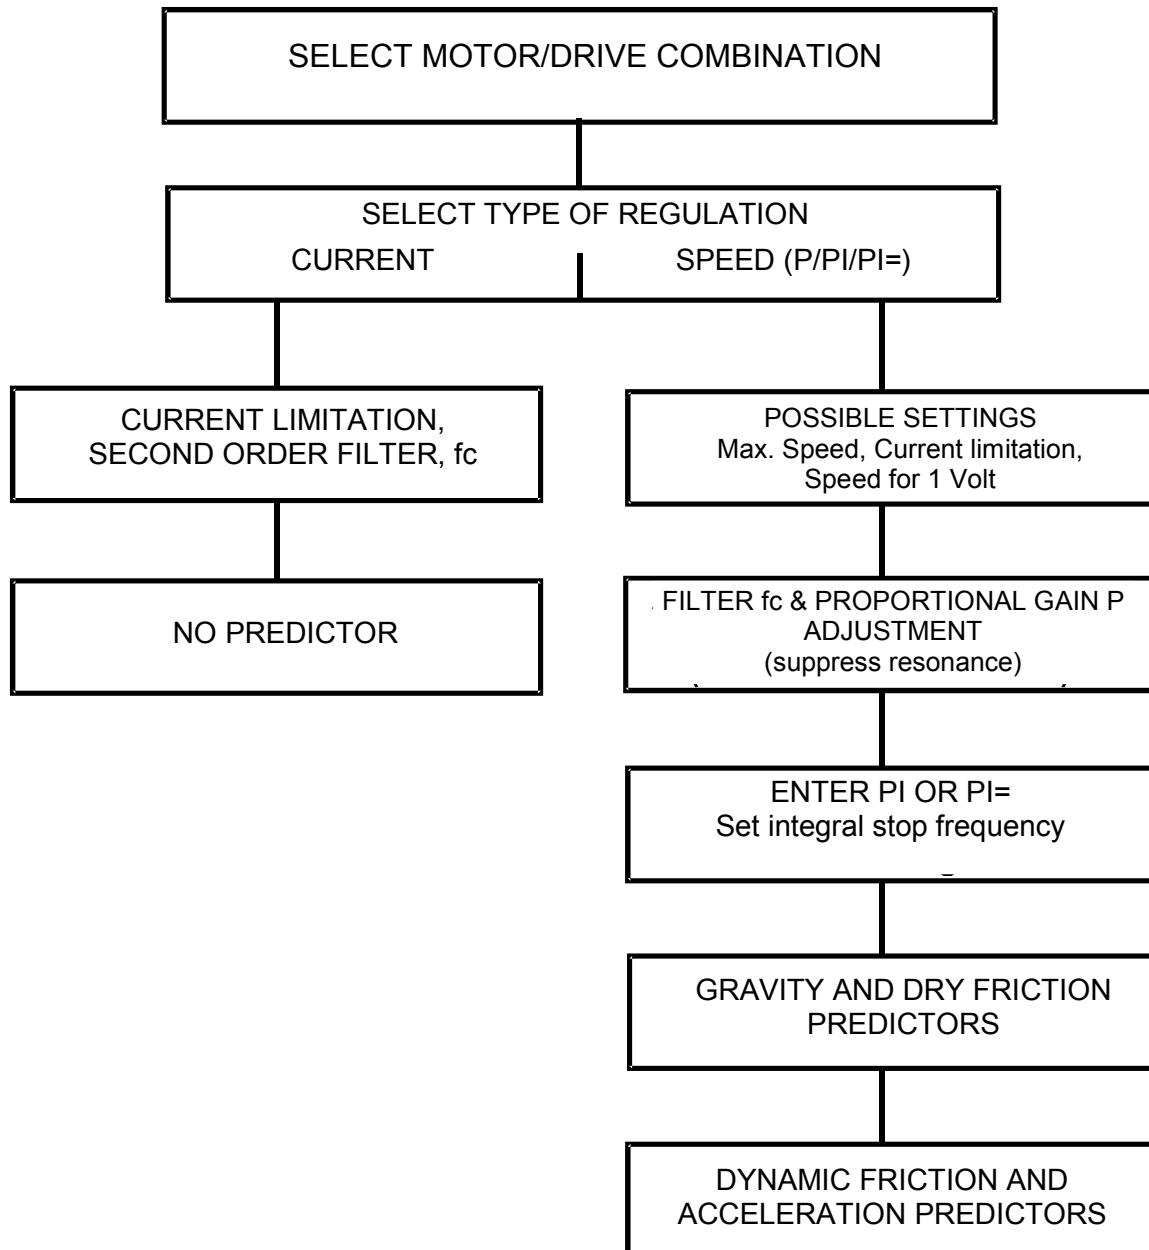 SELECT MOTOR/DRIVE COMBINATION
SELECT TYPE OF REGULATION
CURRENT
SPEED (P/PI/PI=)
CURRENT LIMITATION,
SECOND ORDER FILTER, fc
NO PREDICTOR
POSSIBLE SETTINGS
Max. Speed, Current limitation,
Speed for 1 Volt
FILTER fc & PROPORTIONAL GAIN P
ADJUSTMENT
(suppress resonance)
ENTER PI OR PI=
Set integral stop frequency
GRAVITY AND DRY FRICTION
PREDICTORS
DYNAMIC FRICTION AND
ACCELERATION PREDICTORS